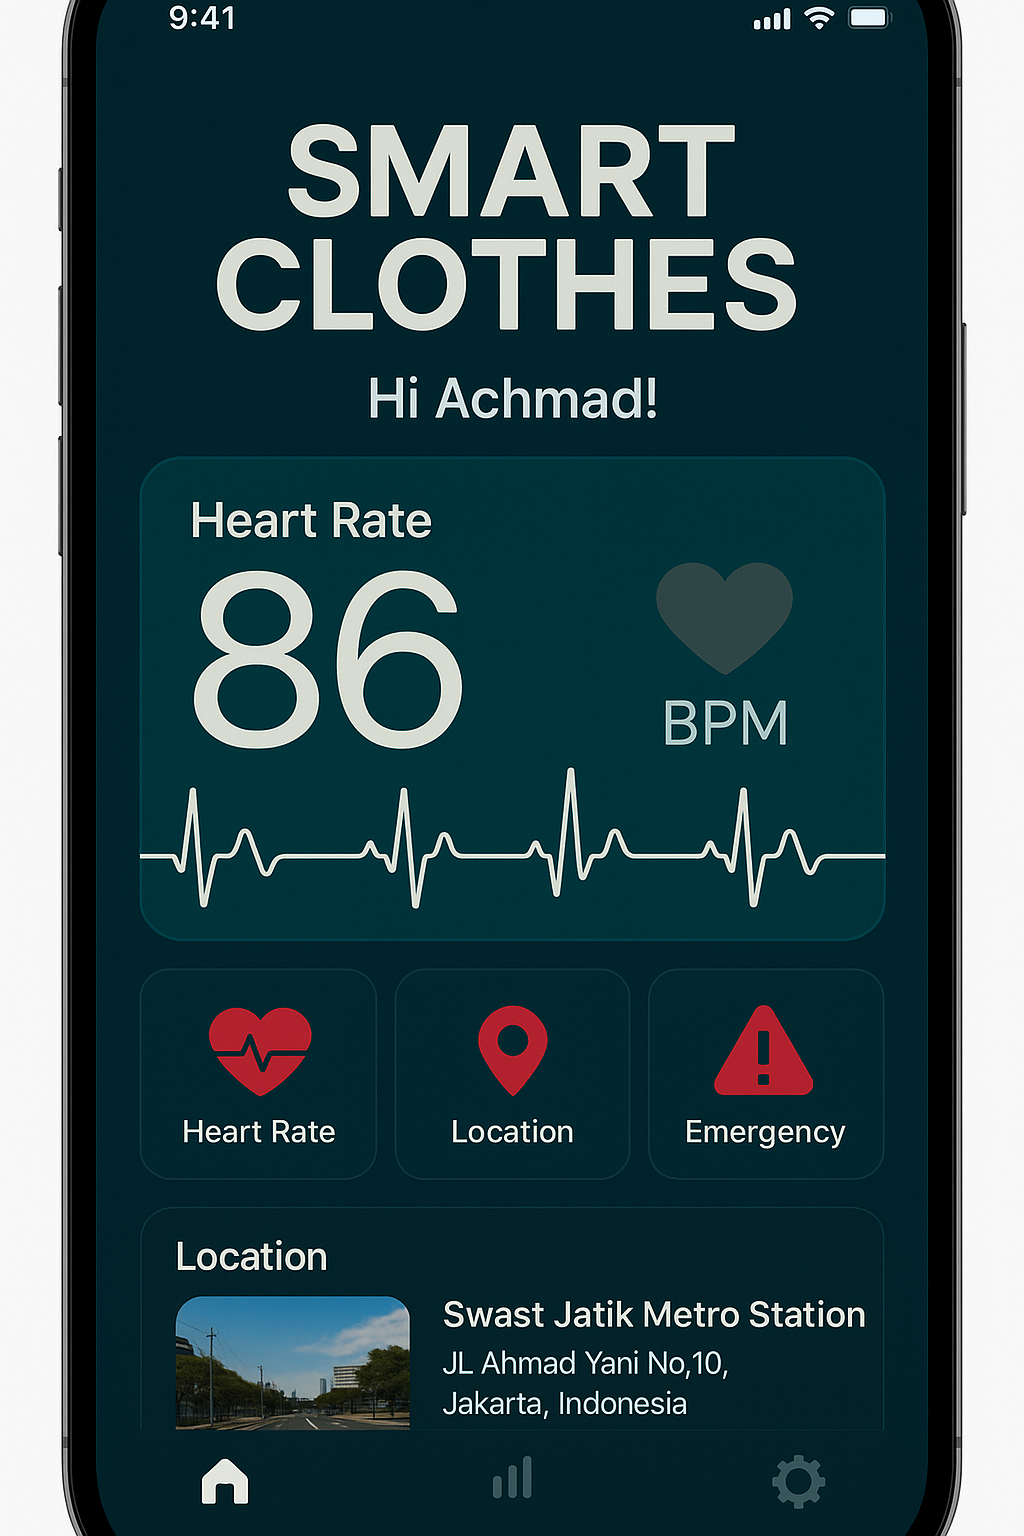 9:41
SMART
CLOTHES
Hi Achmad!
Heart Rate
86
BPM
Heart Rate
Location
Emergency
Location
Swast Jatik Metro Station
JL Ahmad Yani No,10,
Jakarta, Indonesia